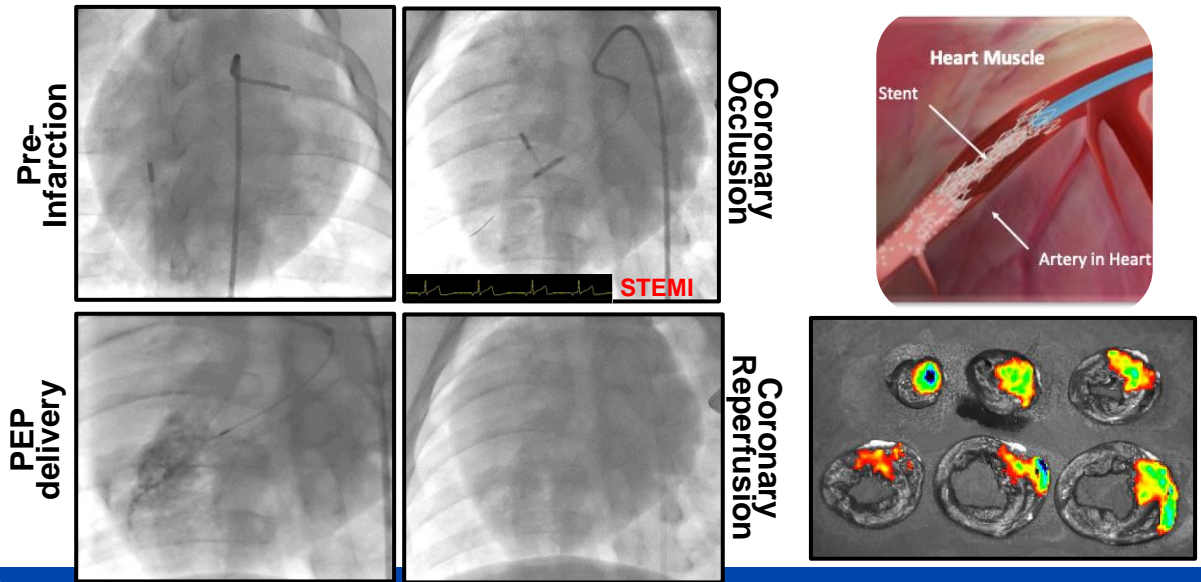 Pre-
Infarction
Coronary
Occlusion
STEMI
PEP
delivery
Coronary
Reperfusion
Heart Muscle
Stent
Artery in Heart